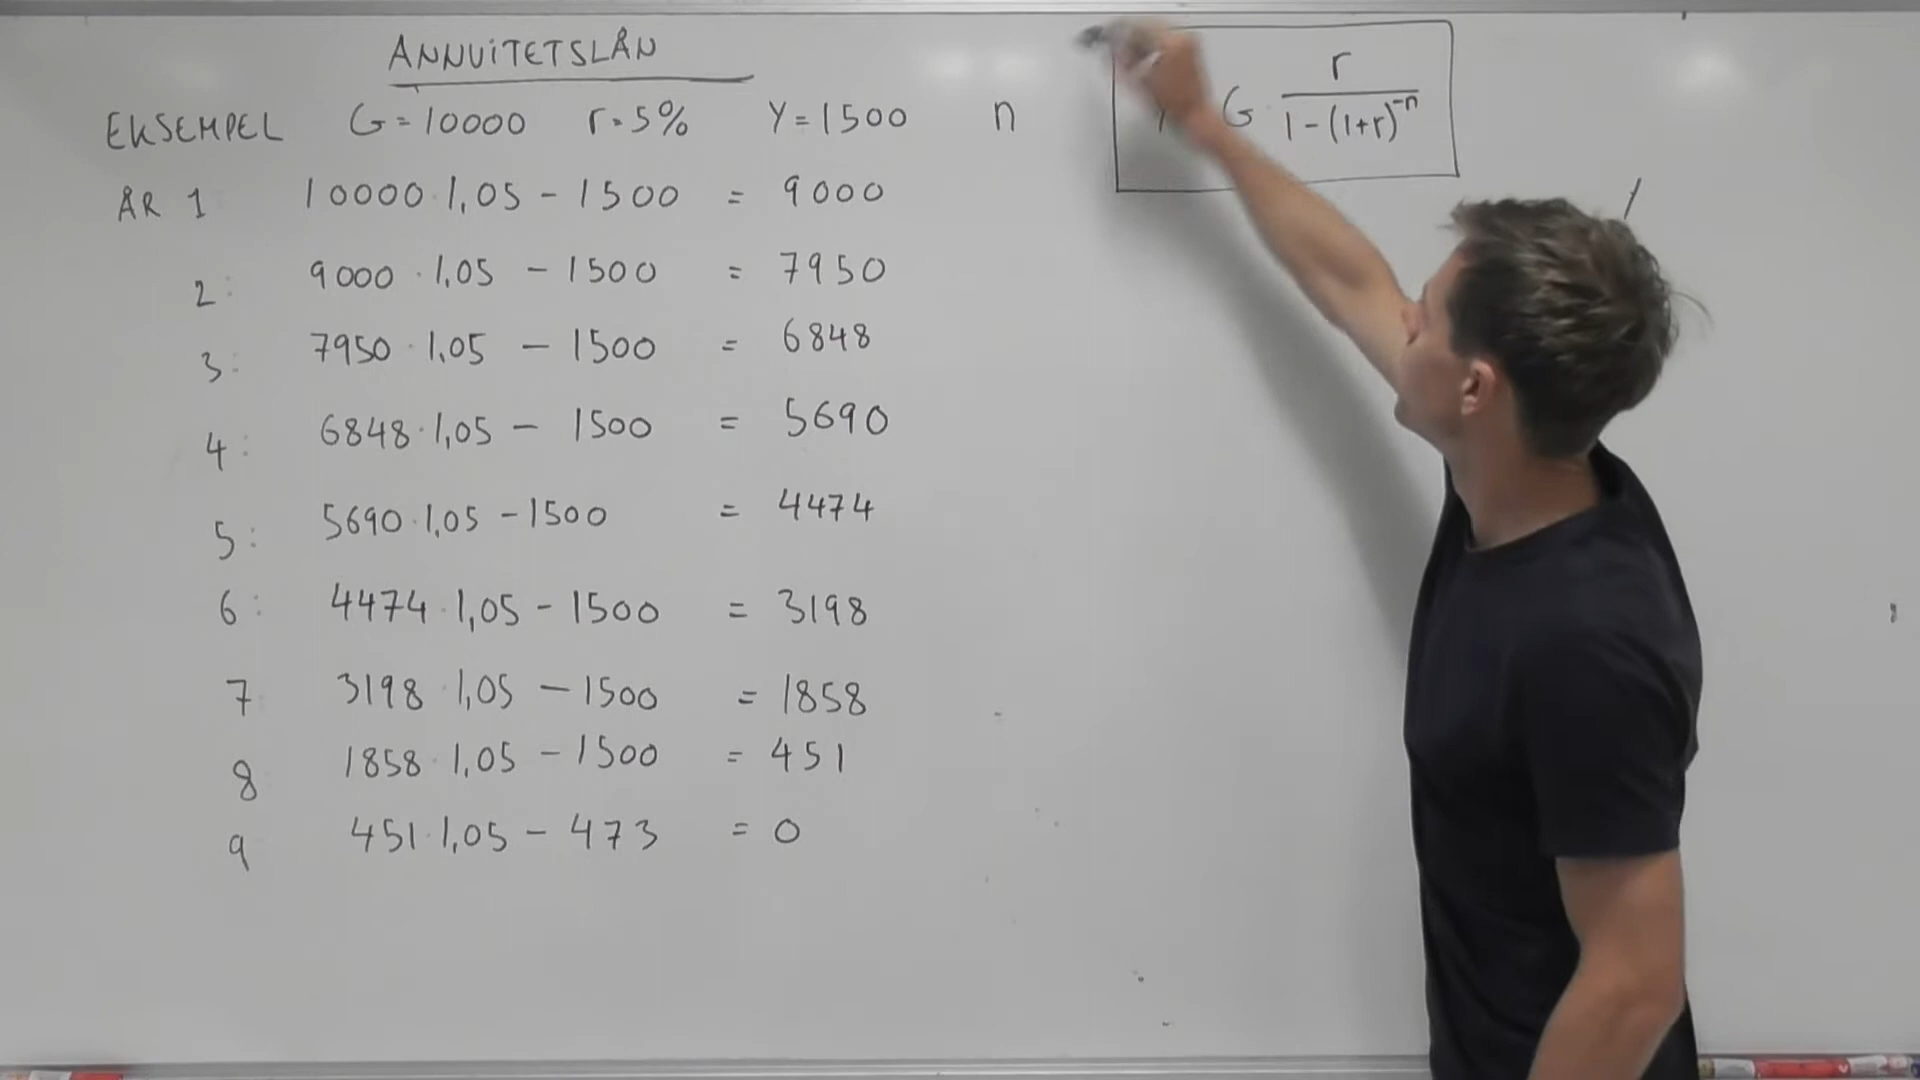 ANNUITETSLÅN
EKSEMPEL G=10000 r=5% Y=1500 n
ÅR 1 10000·1,05 - 1500 = 9000
2: 9000·1,05 - 1500 = 7950
3: 7950·1,05 - 1500 = 6848
4: 6848·1,05 - 1500 = 5690
5: 5690·1,05 - 1500 = 4474
6: 4474·1,05 - 1500 = 3198
7 3198·1,05 - 1500 = 1858
8 1858·1,05 - 1500 = 451
9 451·1,05 - 473 = 0
G · r
1-(1+r)^-n